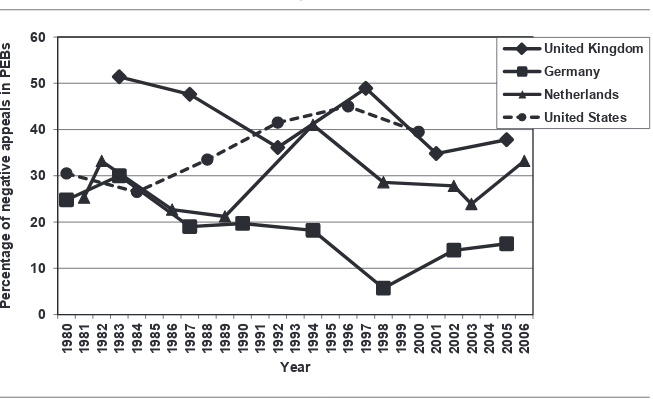 Percentage of negative appeals in PEBs
60
50
40
30
20
10
0
United Kingdom
Germany
Netherlands
United States
1980 1981 1982 1983 1984 1985 1986 1987 1988 1989 1990 1991 1992 1993 1994 1995 1996 1997 1998 1999 2000 2001 2002 2003 2004 2005 2006
Year